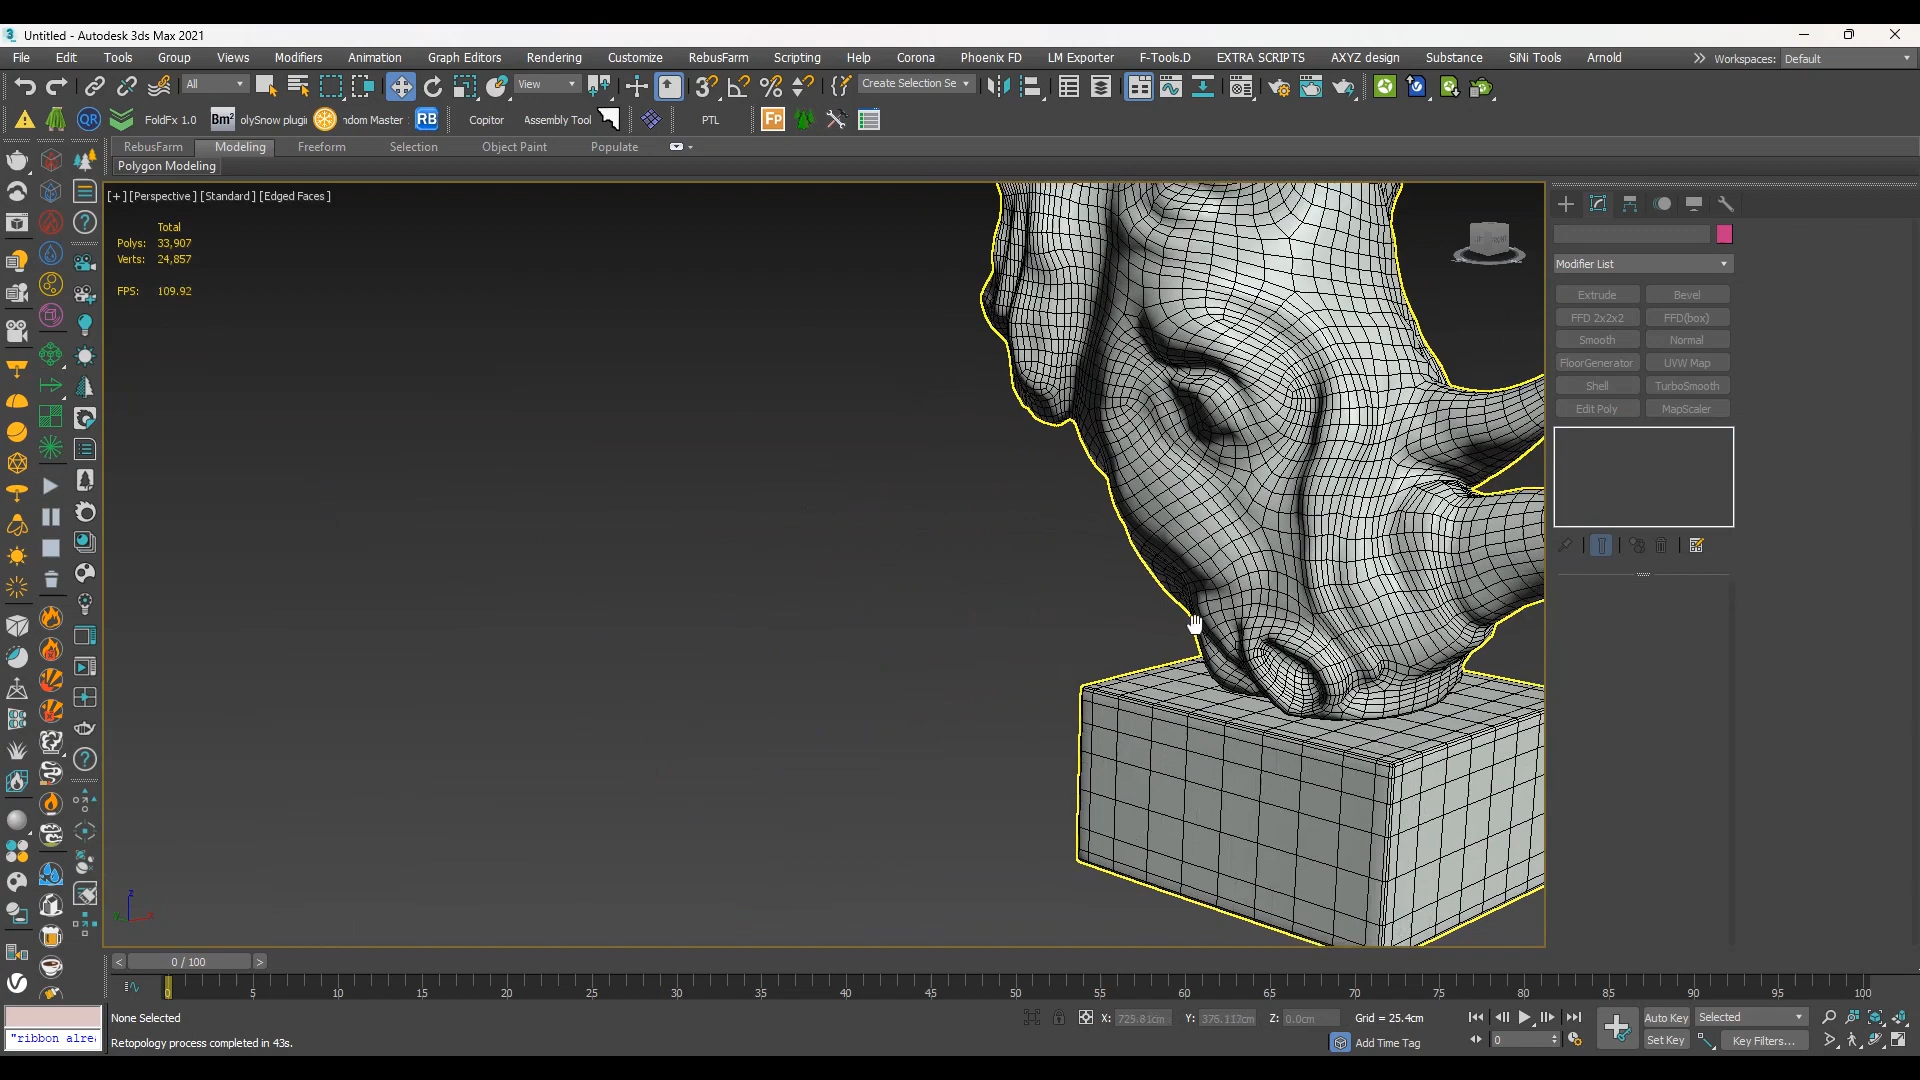 Untitled - Autodesk 3ds Max 2021
File Edit Tools Group Views Modifiers Animation Graph Editors Rendering Customize RebusFarm Scripting Help Corona Phoenix FD LM Exporter F-Tools.D EXTRA SCRIPTS AXYZ design Substance SiNi Tools Arnold Workspaces: Default
All View Create Selection Se
QR FoldFx 1.0 Bm² olySnow plugi ndom Master RB Copitor Assembly Tool PTL Fp
RebusFarm Modeling Freeform Selection Object Paint Populate
Polygon Modeling
[+] [Perspective] [Standard] [Edged Faces]
Total
Polys: 33,907
Verts: 24,857
FPS: 109.92
Modifier List
Extrude Bevel
FFD 2x2x2 FFD(box)
Smooth Normal
FloorGenerator UVW Map
Shell TurboSmooth
Edit Poly MapScaler
z
x
< 0 / 100 >
0 5 10 15 20 25 30 35 40 45 50 55 60 65 70 75 80 85 90 95 100
None Selected X: 725.81cm Y: 376.112cm Z: 0.0cm Grid = 25.4cm Auto Key Selected
"ribbon alrea Retopology process completed in 43s. Add Time Tag 0 Set Key Key Filters...